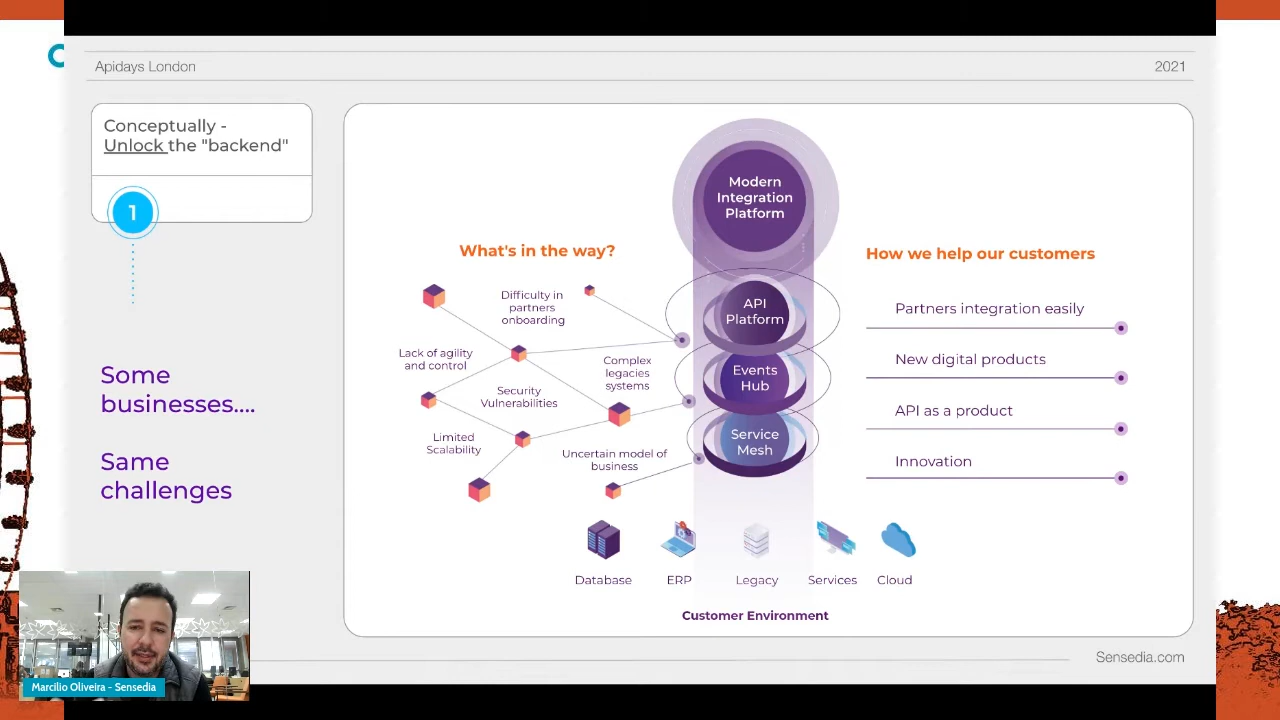 Apidays London
2021
Conceptually -
Unlock the "backend"
1
Some
businesses....
Same
challenges
Modern
Integration
Platform
What's in the way?
Difficulty in
partners
onboarding
Lack of agility
and control
Complex
legacies
systems
Security
Vulnerabilities
Limited
Scalability
Uncertain model of
business
API
Platform
Events
Hub
Service
Mesh
How we help our customers
Partners integration easily
New digital products
API as a product
Innovation
Database
ERP
Legacy
Services
Cloud
Customer Environment
Sensedia.com
Marcilio Oliveira - Sensedia